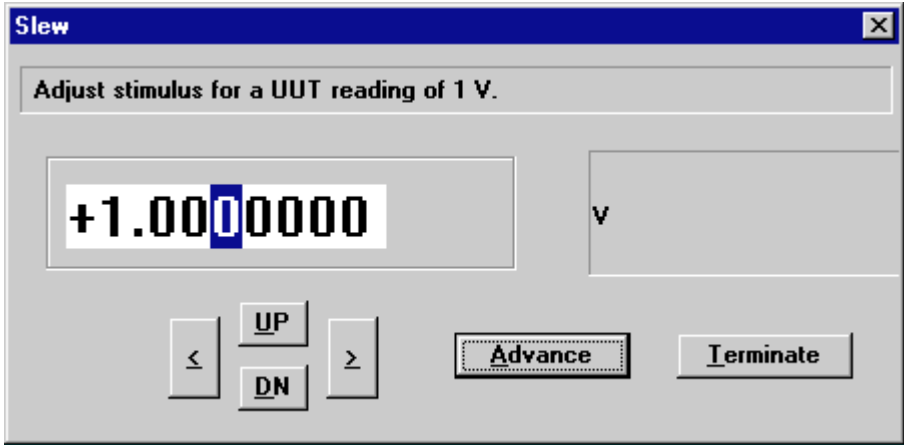 Slew
Adjust stimulus for a UUT reading of 1 V.
+1.0000000
V
<
UP
DN
>
Advance
Terminate